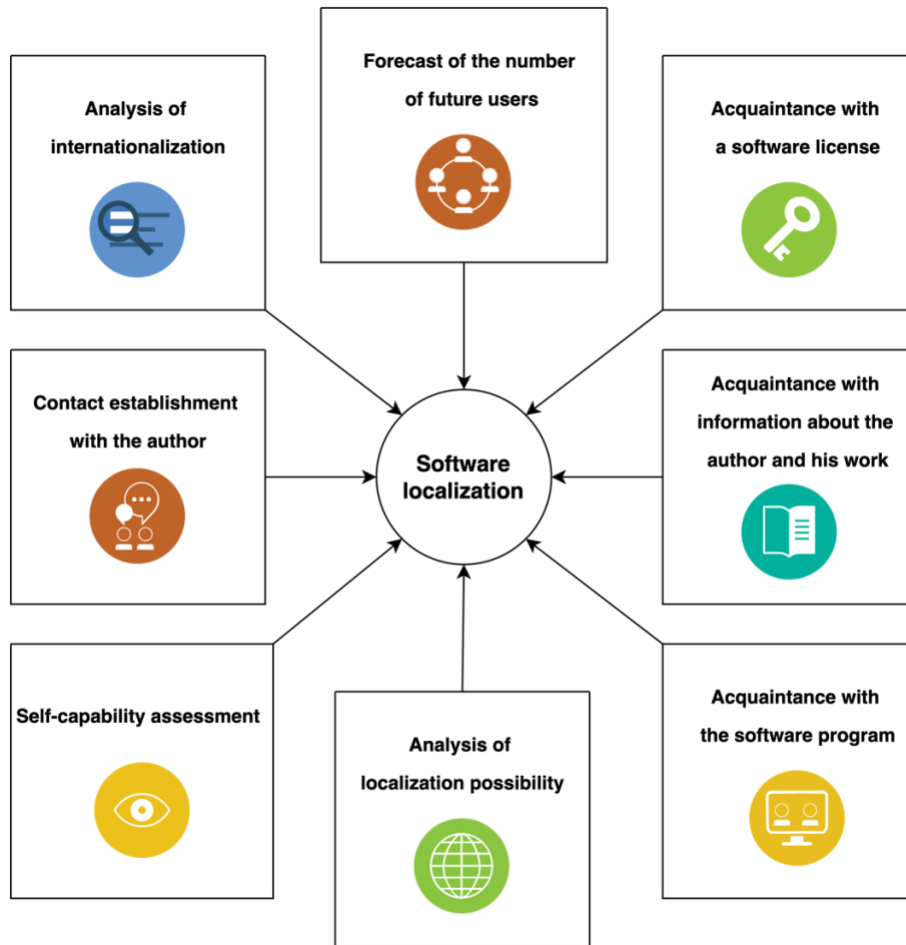 Forecast of the number
of future users
Analysis of
internationalization
Acquaintance with
a software license
Contact establishment
with the author
Software
localization
Acquaintance with
information about the
author and his work
Self-capability assessment
Analysis of
localization possibility
Acquaintance with
the software program